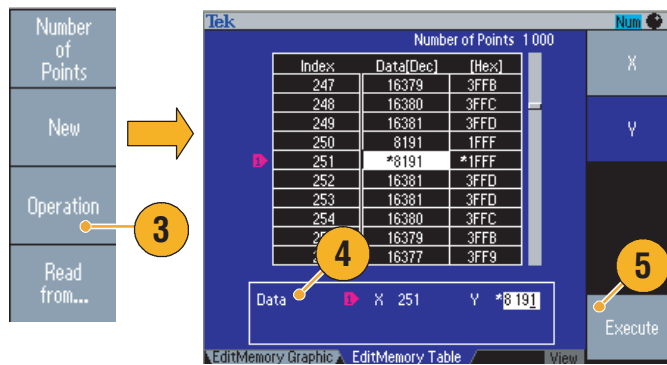 Number
of
Points
New
Operation
3
Read
from...
Tek
Num
Number of Points 1 000
Index Data[Dec] [Hex]
247 16379 3FFB
248 16380 3FFC
249 16381 3FFD
250 8191 1FFF
1 251 *8191 *1FFF
252 16381 3FFD
253 16381 3FFD
254 16380 3FFC
16379 3FFB
16377 3FF9
4
Data 1 X 251 Y *8 191
EditMemory Graphic EditMemory Table View
X
Y
5
Execute